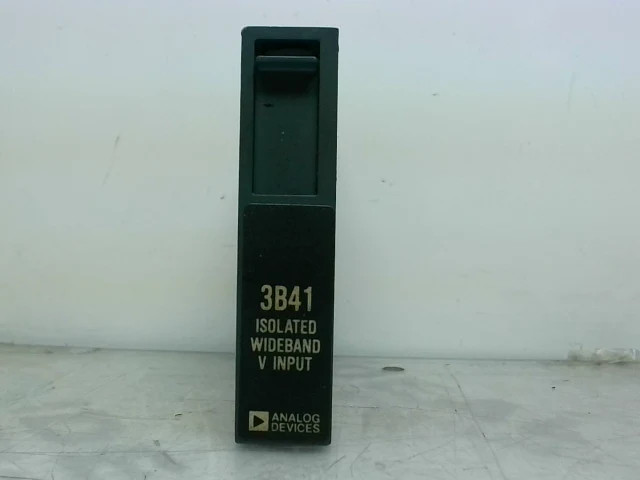 3B41
ISOLATED
WIDEBAND
V INPUT
ANALOG
DEVICES